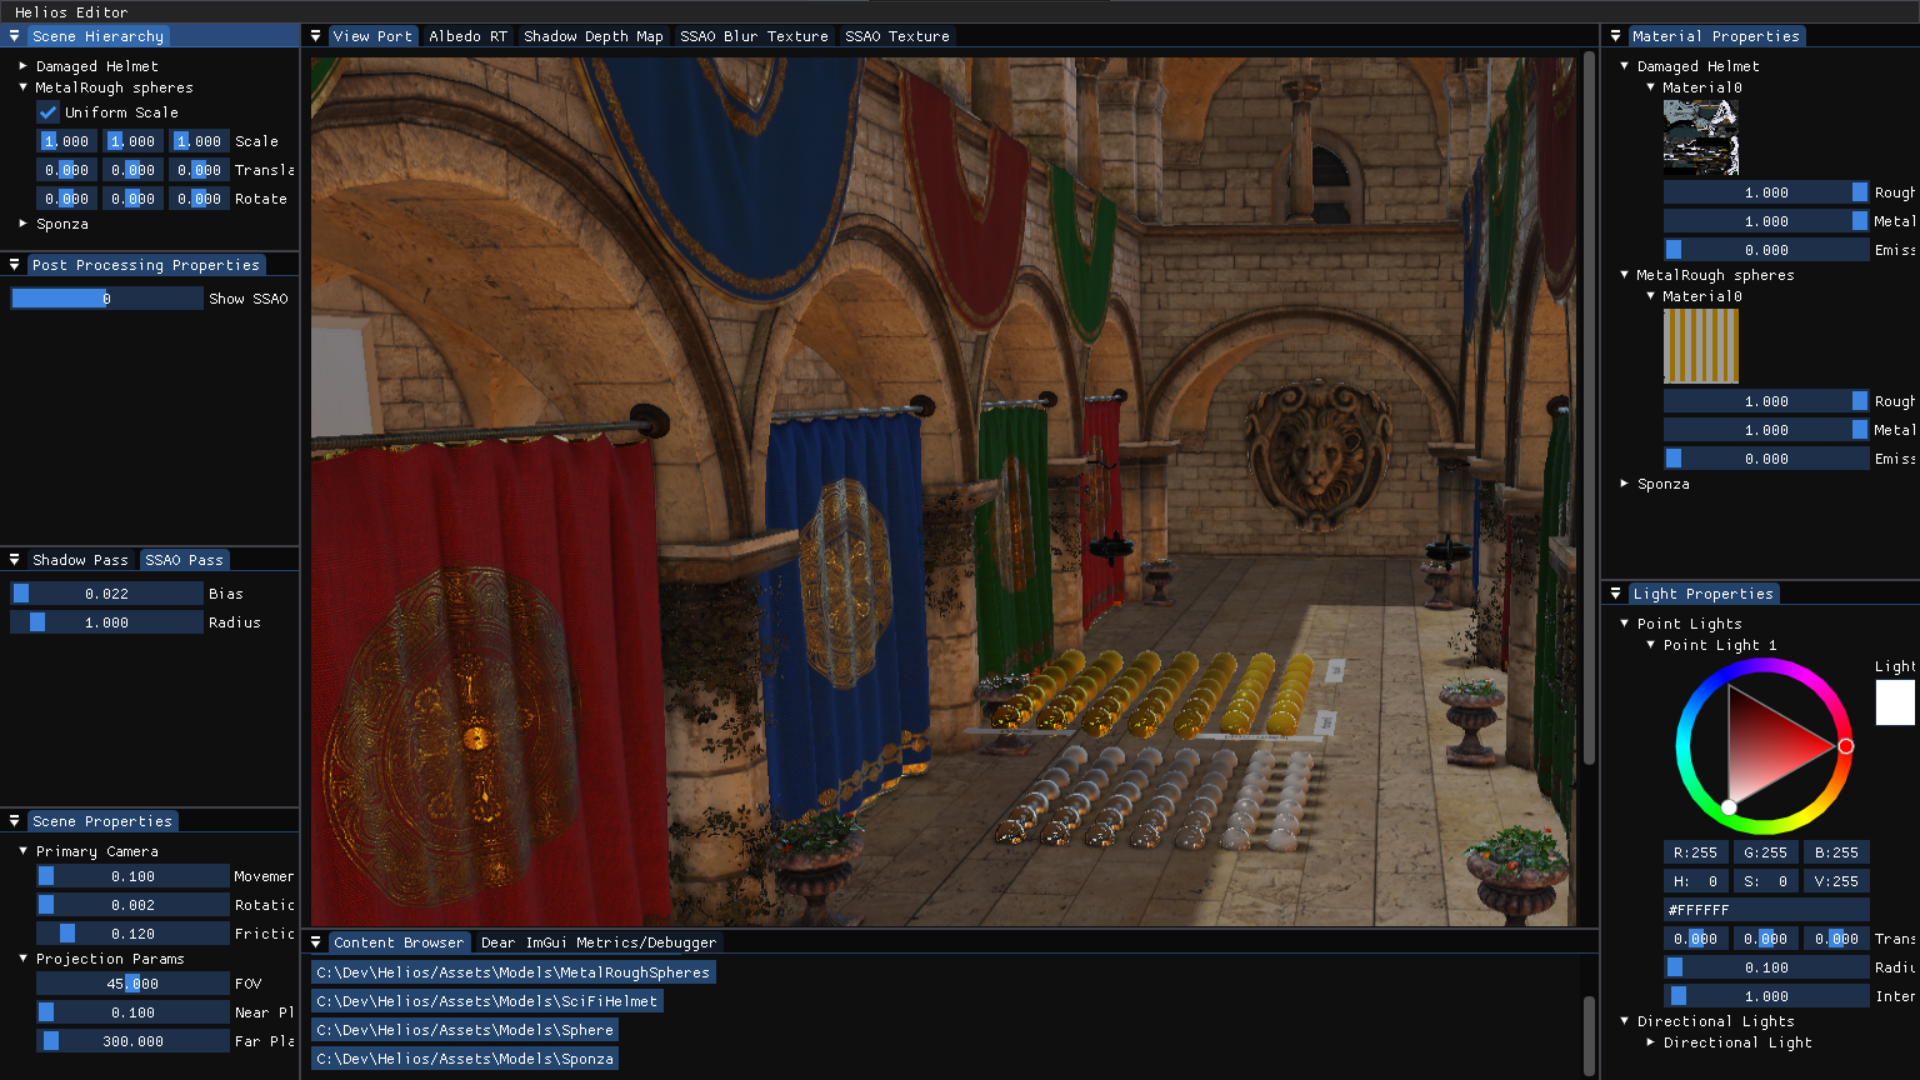 Helios Editor
Scene Hierarchy
Damaged Helmet
MetalRough spheres
Uniform Scale
1.000 1.000 1.000 Scale
0.000 0.000 0.000 Transla
0.000 0.000 0.000 Rotate
Sponza
Post Processing Properties
0 Show SSAO
Shadow Pass SSAO Pass
0.022 Bias
1.000 Radius
Scene Properties
Primary Camera
0.100 Movemer
0.002 Rotatic
0.120 Frictic
Projection Params
45.000 FOV
0.100 Near Pl
300.000 Far Pla
View Port Albedo RT Shadow Depth Map SSAO Blur Texture SSAO Texture
Content Browser Dear ImGui Metrics/Debugger
C:\Dev\Helios/Assets\Models\MetalRoughSpheres
C:\Dev\Helios/Assets\Models\SciFiHelmet
C:\Dev\Helios/Assets\Models\Sphere
C:\Dev\Helios/Assets\Models\Sponza
Material Properties
Damaged Helmet
Material0
1.000 Rough
1.000 Metal
0.000 Emiss
MetalRough spheres
Material0
1.000 Rough
1.000 Metal
0.000 Emiss
Sponza
Light Properties
Point Lights
Point Light 1
Light
R:255 G:255 B:255
H: 0 S: 0 V:255
#FFFFFF
0.000 0.000 0.000 Trans
0.100 Radiu
1.000 Inter
Directional Lights
Directional Light